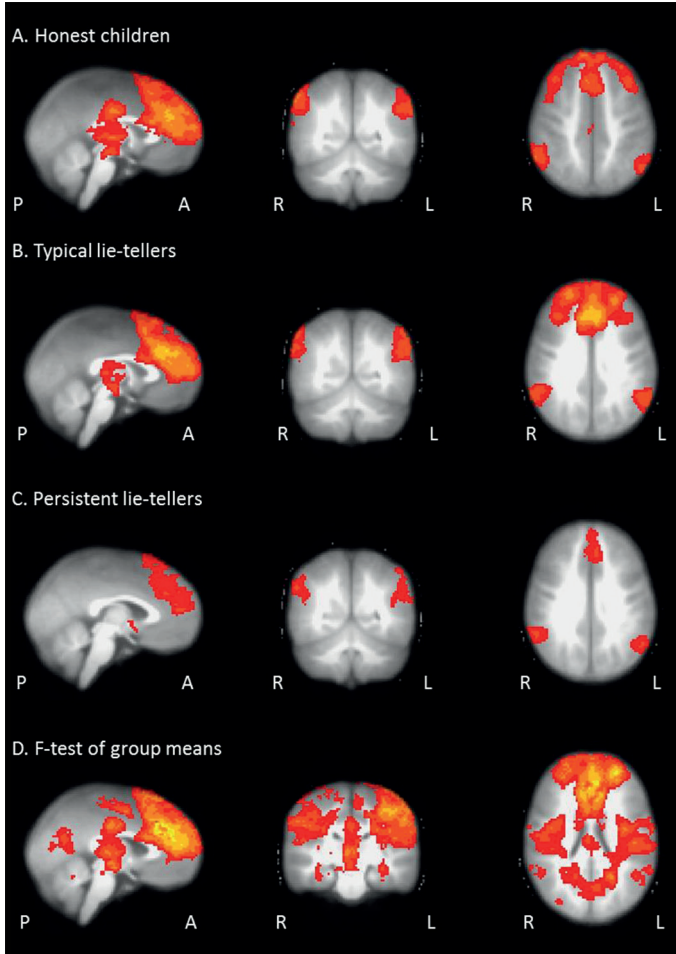 A. Honest children
P A R L R L
B. Typical lie-tellers
P A R L R L
C. Persistent lie-tellers
P A R L R L
D. F-test of group means
P A R L R L